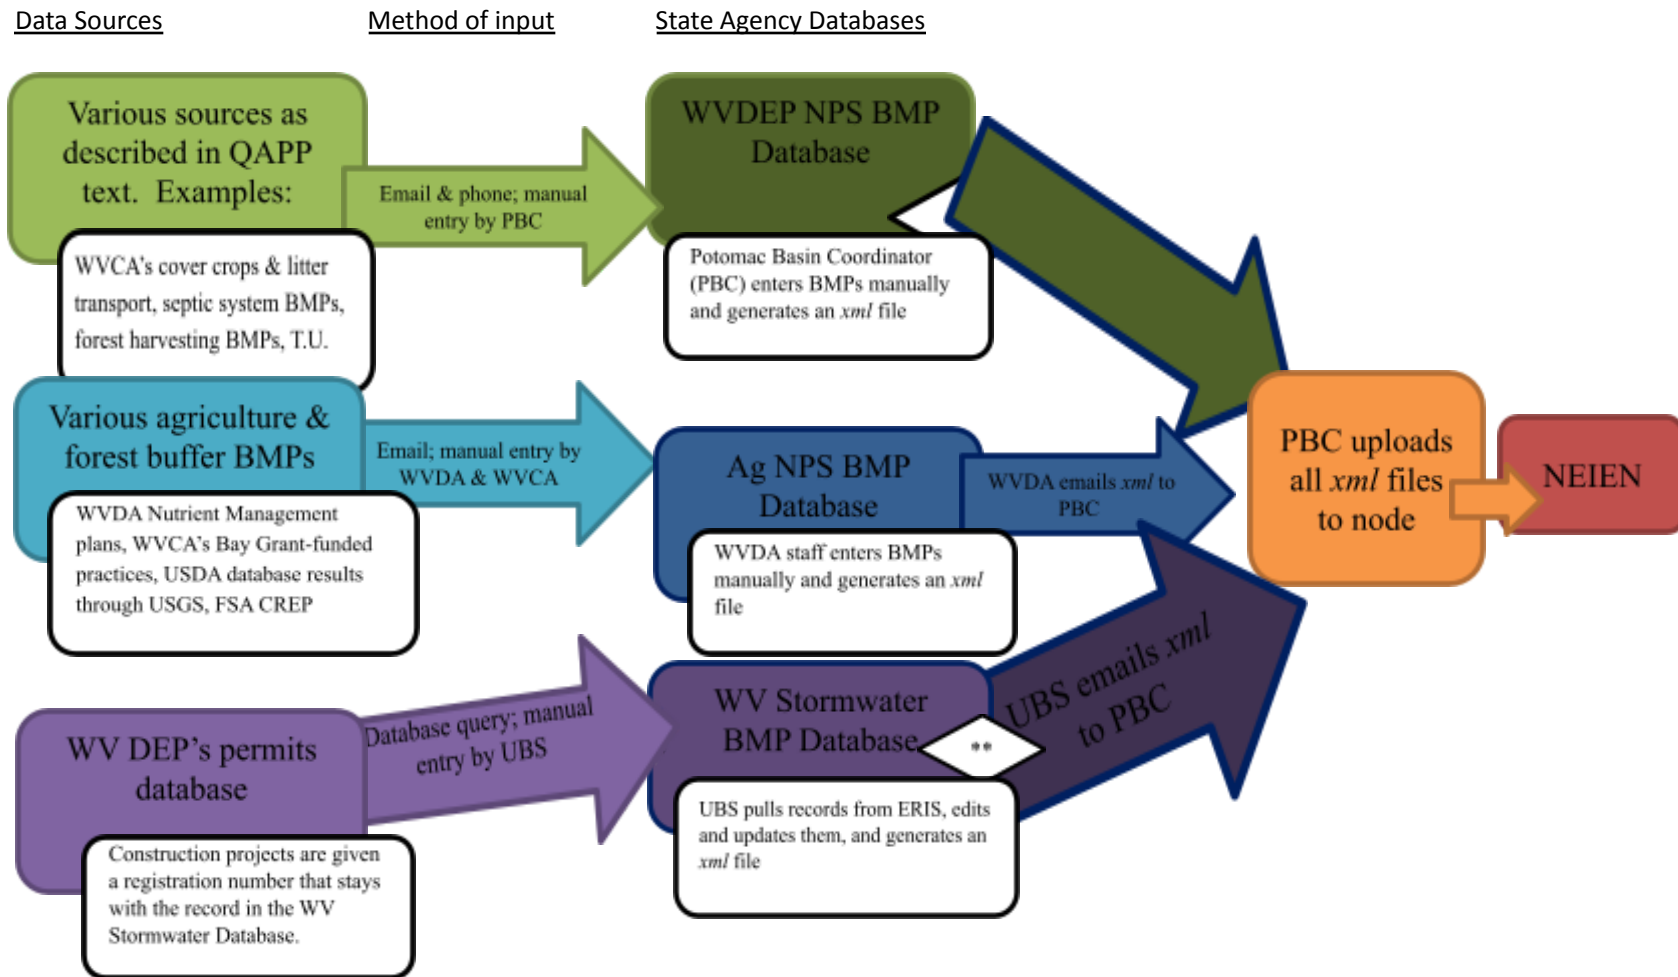 Data Sources
Method of input
State Agency Databases
Various sources as
described in QAPP
text.  Examples:
WVCA's cover crops & litter
transport, septic system BMPs,
forest harvesting BMPs, T.U.
Email & phone; manual
entry by PBC
WVDEP NPS BMP
Database
Potomac Basin Coordinator
(PBC) enters BMPs manually
and generates an xml file
Various agriculture &
forest buffer BMPs
WVDA Nutrient Management
plans, WVCA's Bay Grant-funded
practices, USDA database results
through USGS, FSA CREP
Email; manual entry by
WVDA & WVCA
Ag NPS BMP
Database
WVDA staff enters BMPs
manually and generates an xml
file
WVDA emails xml to
PBC
WV DEP's permits
database
Construction projects are given
a registration number that stays
with the record in the WV
Stormwater Database.
Database query; manual
entry by UBS
WV Stormwater
BMP Database
**
UBS pulls records from ERIS, edits
and updates them, and generates an
xml file
UBS emails xml
to PBC
PBC uploads
all xml files
to node
NEIEN